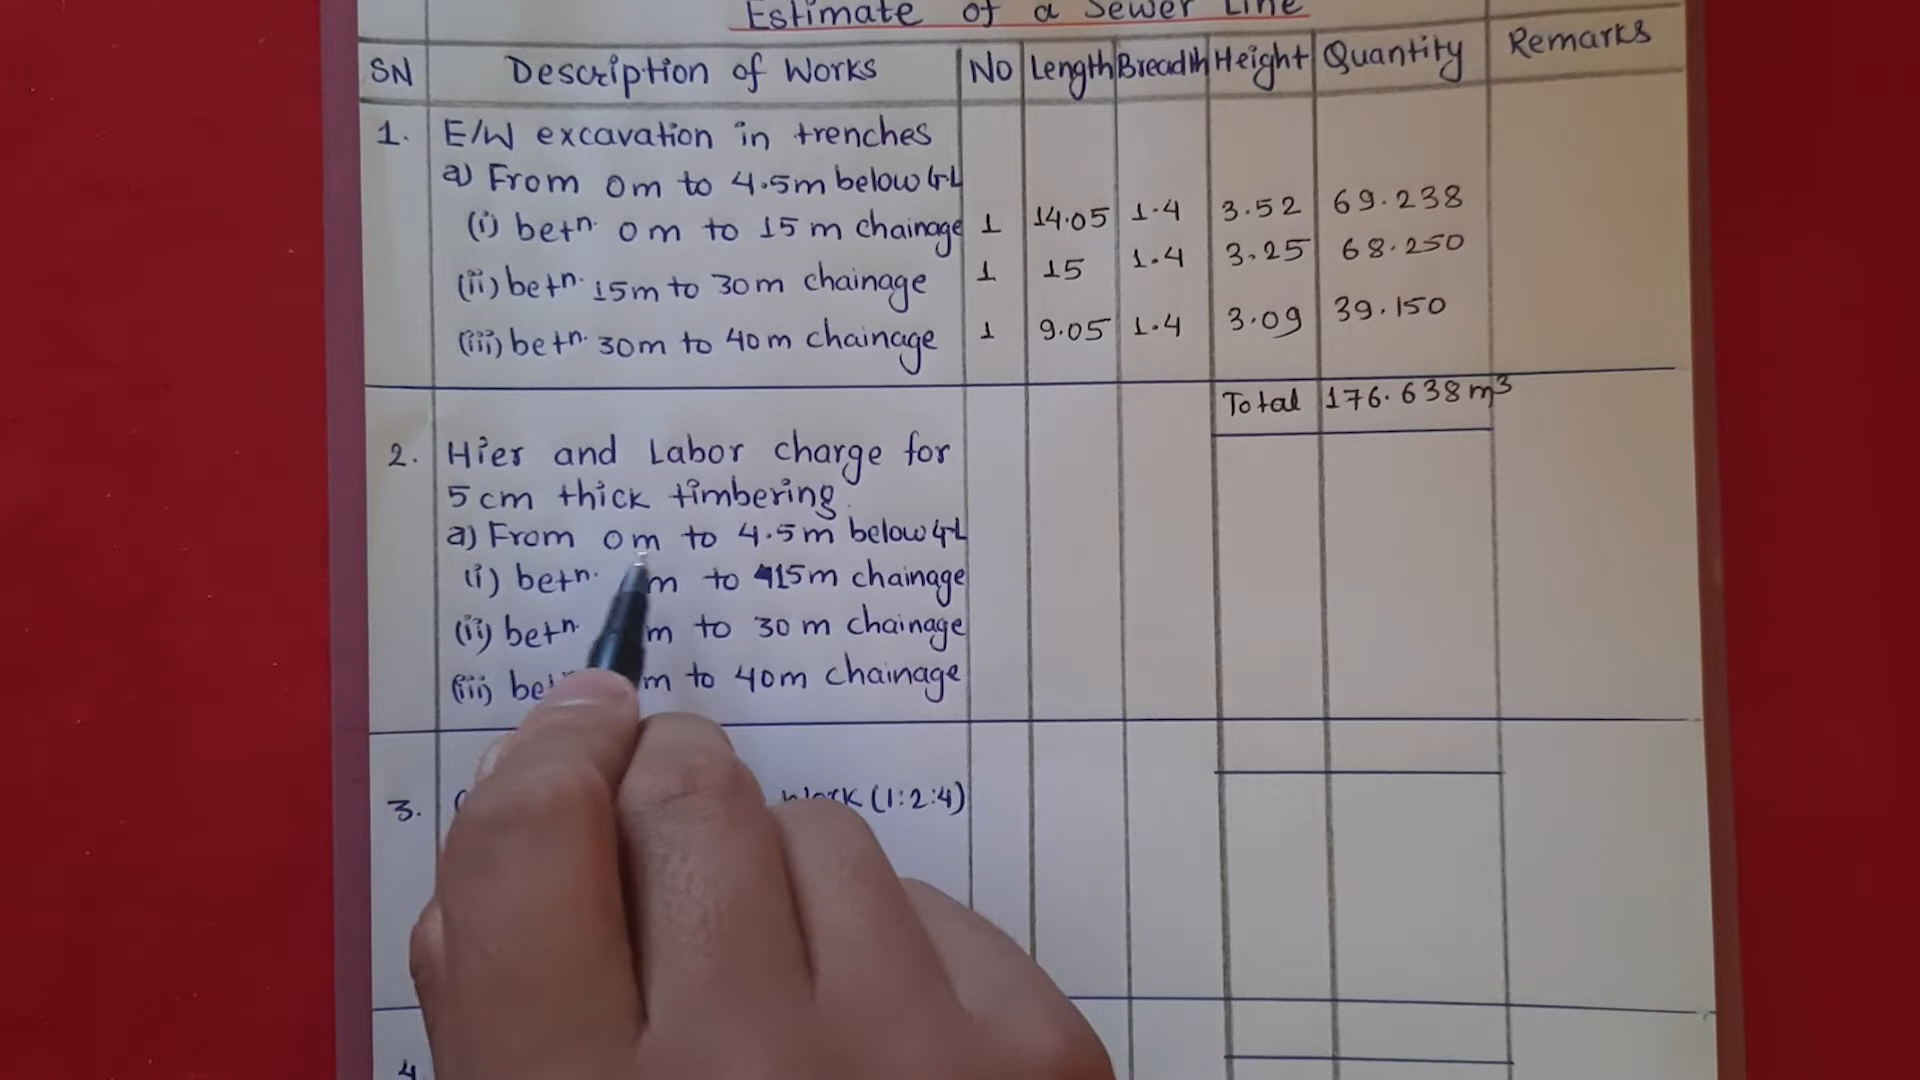 Estimate of a Sewer Line
SN Description of Works No Length Breadth Height Quantity Remarks
1. E/W excavation in trenches
a) From 0m to 4.5m below G.L
(i) betn. 0m to 15m chainage 1 14.05 1.4 3.52 69.238
(ii) betn. 15m to 30m chainage 1 15 1.4 3.25 68.250
(iii) betn. 30m to 40m chainage 1 9.05 1.4 3.09 39.150
Total 176.638 m³
2. Hier and Labor charge for
5cm thick timbering.
a) From 0m to 4.5m below G.L
(i) betn. m to 15m chainage
(ii) betn. m to 30m chainage
(iii) m to 40m chainage
3. work (1:2:4)
4.